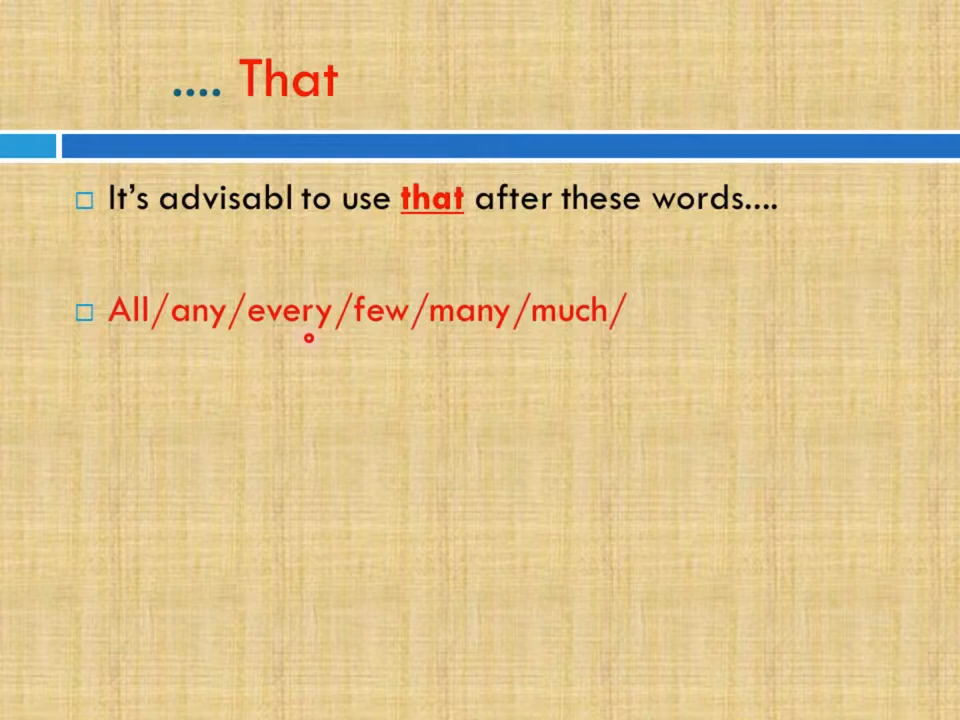 .... That
It's advisabl to use that after these words....
All/any/every/few/many/much/